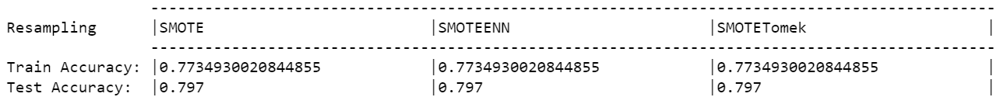 ------------------------------------------------------------------------------------------
Resampling |SMOTE |SMOTEENN |SMOTETomek |
------------------------------------------------------------------------------------------
Train Accuracy: |0.7734930020844855 |0.7734930020844855 |0.7734930020844855 |
Test Accuracy: |0.797 |0.797 |0.797 |